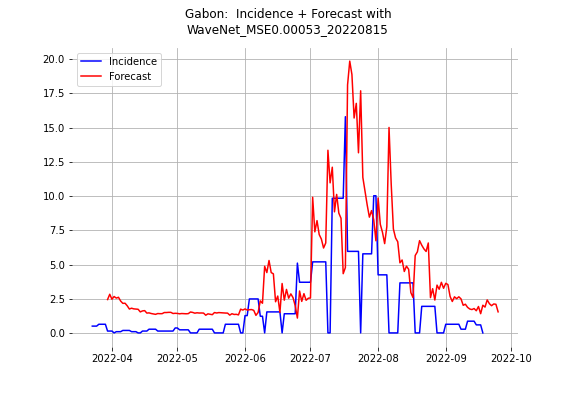 Gabon:  Incidence + Forecast with
WaveNet_MSE0.00053_20220815
Incidence
Forecast
20.0
17.5
15.0
12.5
10.0
7.5
5.0
2.5
0.0
2022-04 2022-05 2022-06 2022-07 2022-08 2022-09 2022-10